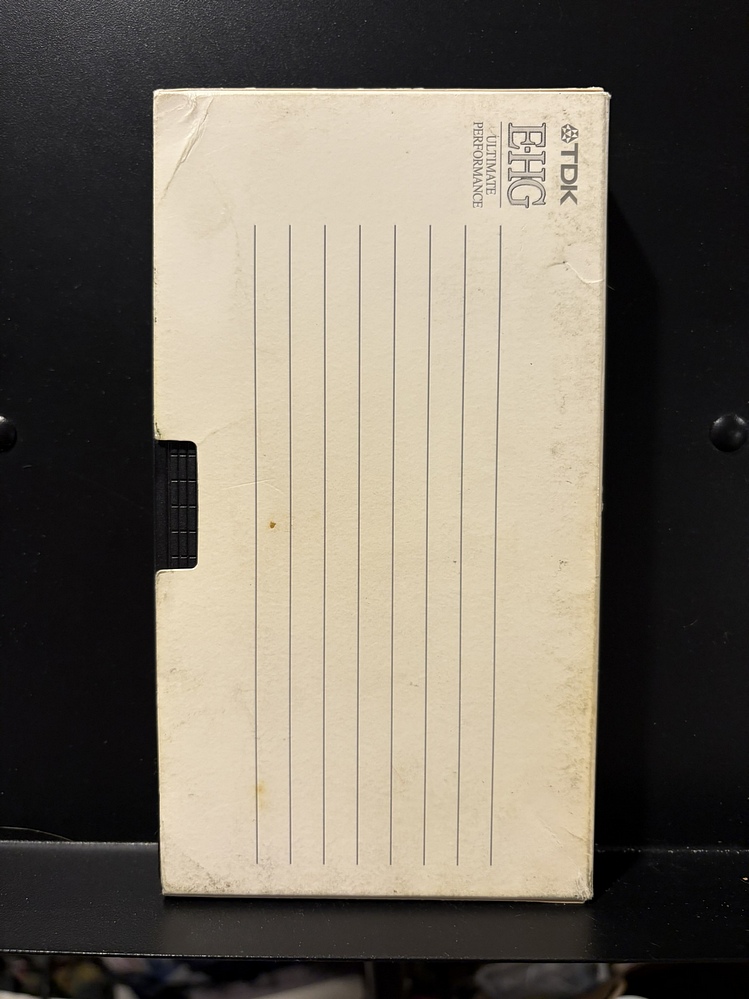 TDK
E·HG
ULTIMATE
PERFORMANCE